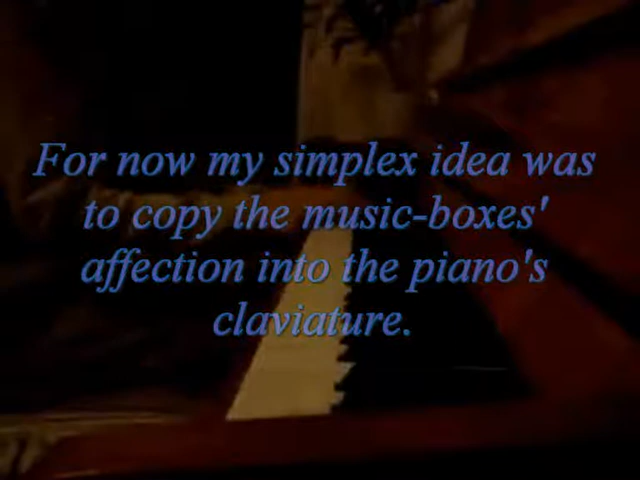 For now my simplex idea was
to copy the music-boxes'
affection into the piano's
claviature.